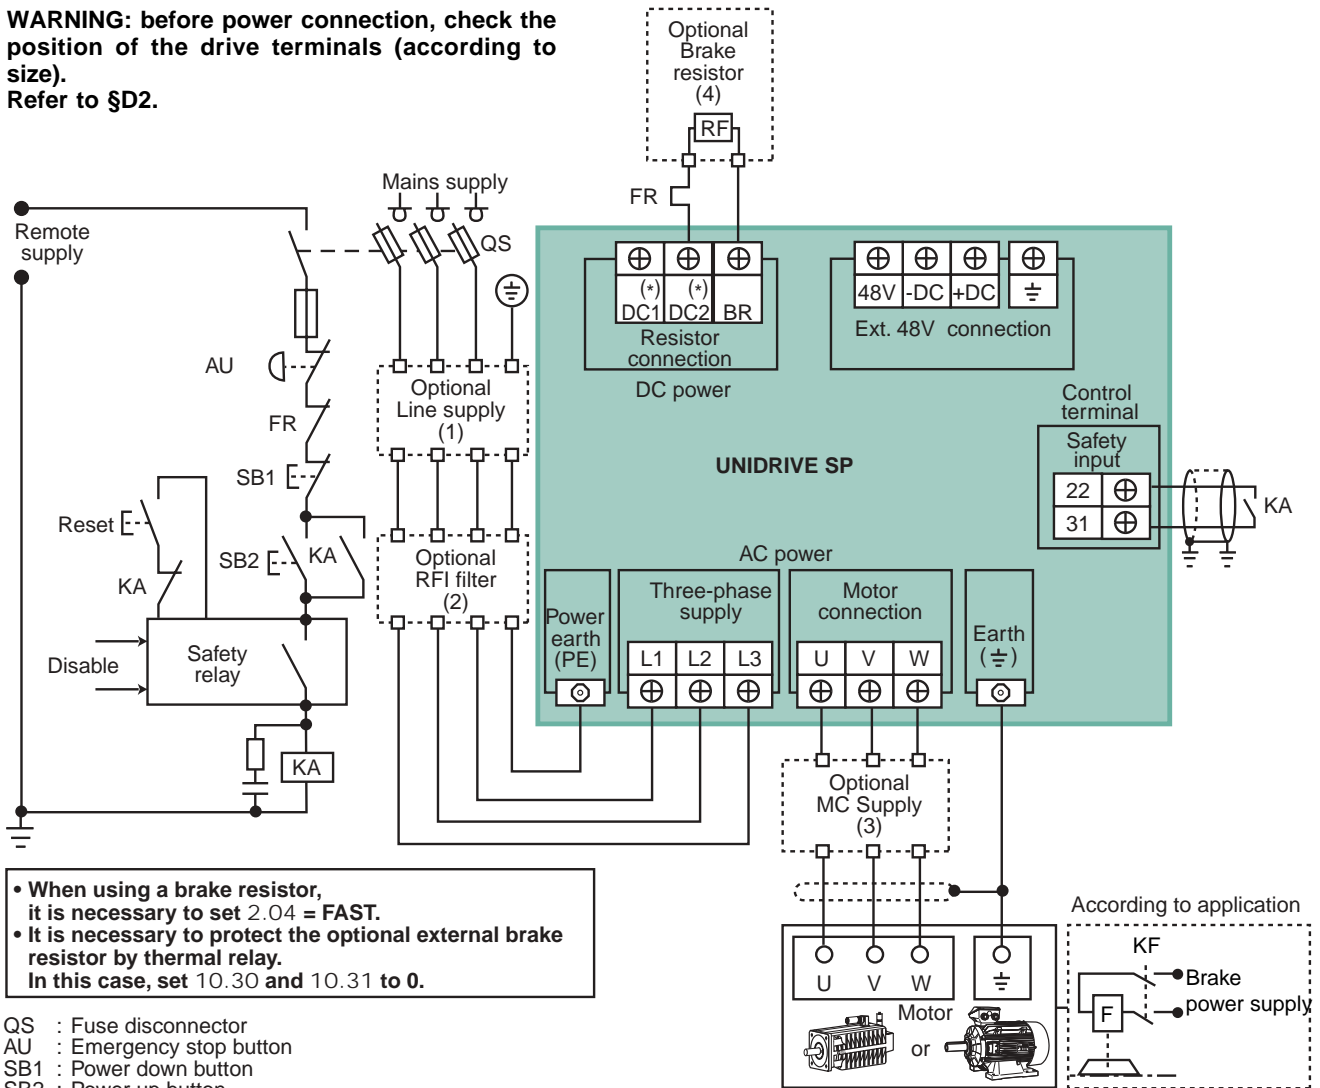 WARNING: before power connection, check the
position of the drive terminals (according to
size).
Refer to §D2.
Optional
Brake
resistor
(4)
RF
FR
Mains supply
QS
Remote
supply
AU
FR
SB1
Reset
SB2
KA
KA
Disable
Safety
relay
KA
Optional
Line supply
(1)
Optional
RFI filter
(2)
(*)
DC1
(*)
DC2
BR
Resistor
connection
DC power
48V
-DC
+DC
Ext. 48V connection
UNIDRIVE SP
Control
terminal
Safety
input
22
31
KA
AC power
Power
earth
(PE)
Three-phase
supply
L1
L2
L3
Motor
connection
U
V
W
Earth
(⏚)
Optional
MC Supply
(3)
U
V
W
Motor
or
According to application
KF
Brake
power supply
F
• When using a brake resistor,
it is necessary to set 2.04 = FAST.
• It is necessary to protect the optional external brake
resistor by thermal relay.
In this case, set 10.30 and 10.31 to 0.
QS : Fuse disconnector
AU : Emergency stop button
SB1 : Power down button
SB2 : Power up button